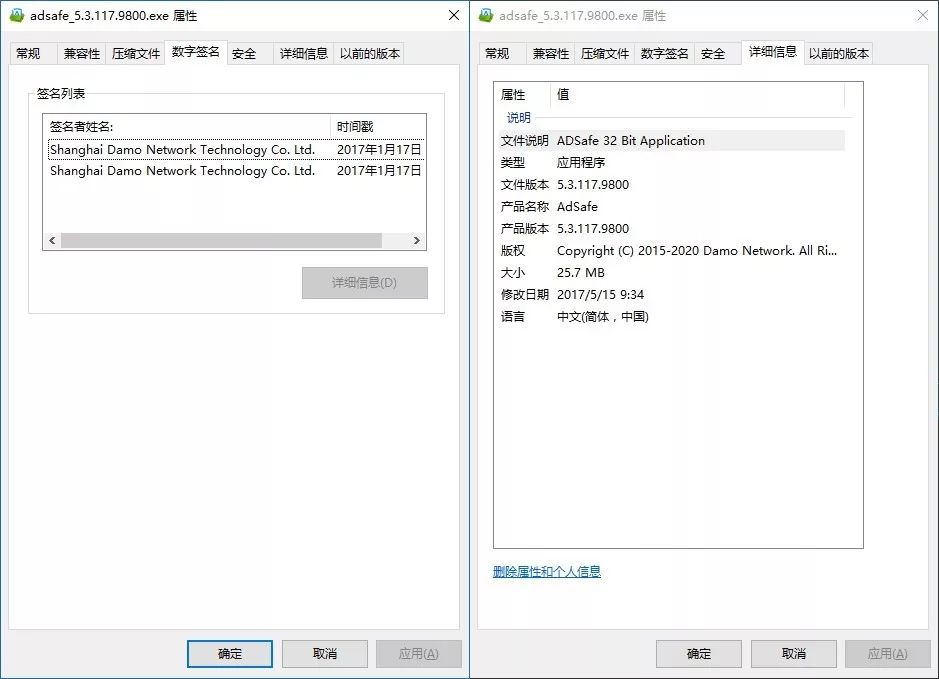 adsafe_5.3.117.9800.exe 属性
常规 兼容性 压缩文件 数字签名 安全 详细信息 以前的版本
签名列表
签名者姓名: 时间戳
Shanghai Damo Network Technology Co. Ltd. 2017年1月17日
Shanghai Damo Network Technology Co. Ltd. 2017年1月17日
详细信息(D)
确定 取消 应用(A)
adsafe_5.3.117.9800.exe 属性
常规 兼容性 压缩文件 数字签名 安全 详细信息 以前的版本
属性 值
说明
文件说明 ADSafe 32 Bit Application
类型 应用程序
文件版本 5.3.117.9800
产品名称 AdSafe
产品版本 5.3.117.9800
版权 Copyright (C) 2015-2020 Damo Network. All Ri...
大小 25.7 MB
修改日期 2017/5/15 9:34
语言 中文(简体，中国)
删除属性和个人信息
确定 取消 应用(A)